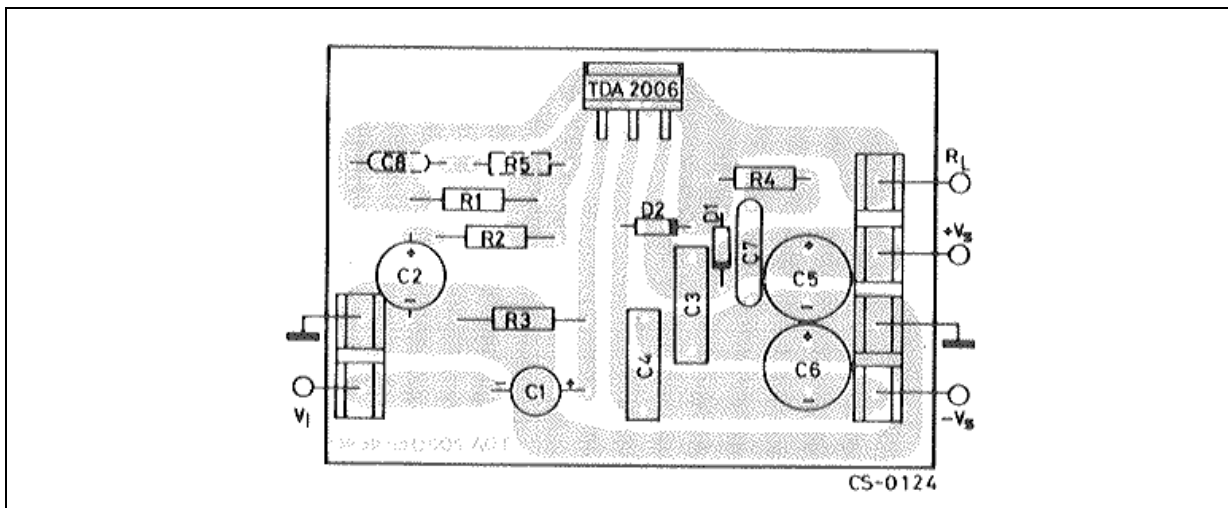 TDA 2006
C8
R5
R1
R2
C2
R3
C1
D2
D1
R4
C7
C3
C4
C5
C6
RL
+Vs
-Vs
VI
CS-0124